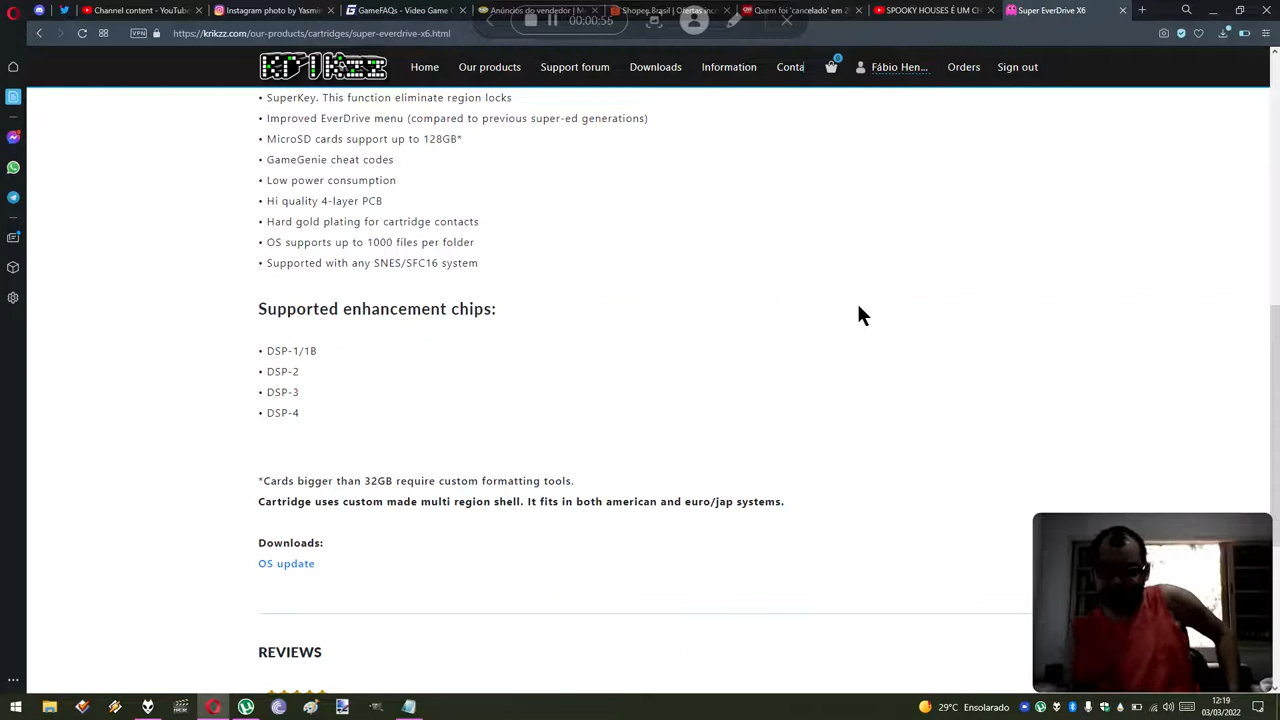 Channel content - YouTube
Instagram photo by Yasmin
GameFAQs - Video Game C
Anúncios do vendedor | M
Shopee Brasil | Ofertas inc
Quem foi 'cancelado' em 2
SPOOKY HOUSES É UM CH
Super EverDrive X6
00:00:55
VPN
https://krikzz.com/our-products/cartridges/super-everdrive-x6.html
KRIKZZ
Home
Our products
Support forum
Downloads
Information
0
Fábio Hen...
Orders
Sign out
• SuperKey. This function eliminate region locks
• Improved EverDrive menu (compared to previous super-ed generations)
• MicroSD cards support up to 128GB*
• GameGenie cheat codes
• Low power consumption
• Hi quality 4-layer PCB
• Hard gold plating for cartridge contacts
• OS supports up to 1000 files per folder
• Supported with any SNES/SFC16 system
Supported enhancement chips:
• DSP-1/1B
• DSP-2
• DSP-3
• DSP-4
*Cards bigger than 32GB require custom formatting tools.
Cartridge uses custom made multi region shell. It fits in both american and euro/jap systems.
Downloads:
OS update
REVIEWS
29°C Ensolarado
12:19
03/03/2022